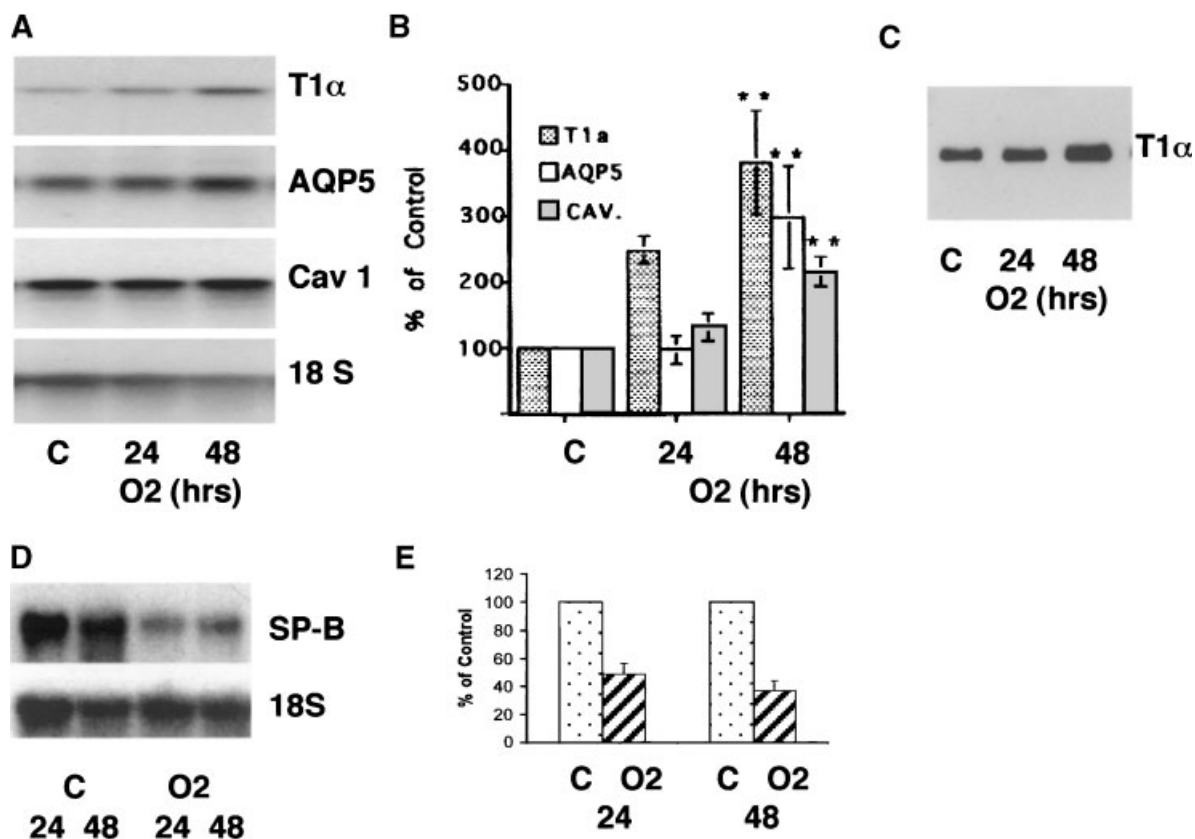 A
T1α
AQP5
Cav 1
18 S
C 24 48
O2 (hrs)
B
500
400
300
200
100
% of Control
T1a
AQP5
CAV.
* *
* *
* *
C 24 48
O2 (hrs)
C
T1α
C 24 48
O2 (hrs)
D
SP-B
18S
C O2
24 48 24 48
E
120
100
80
60
40
20
0
% of Control
C O2 C O2
24 48